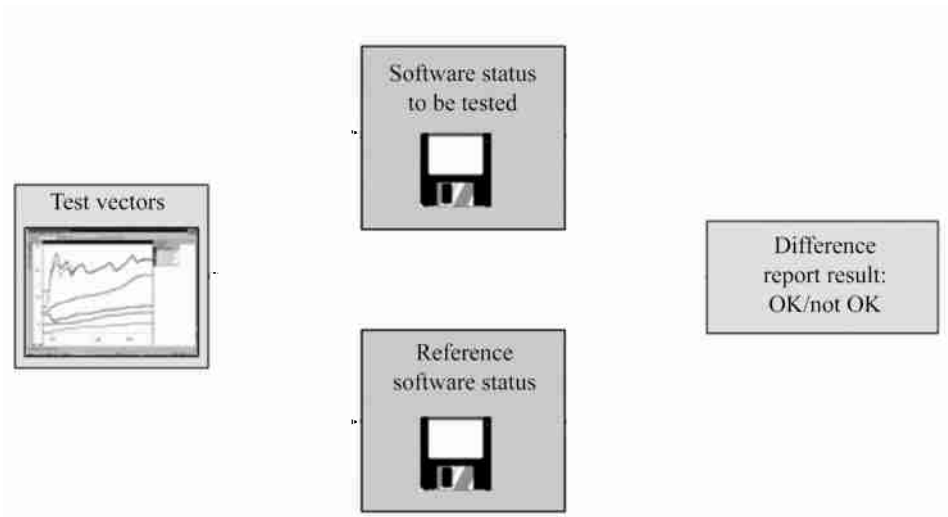 Test vectors
Software status
to be tested
Reference
software status
Difference
report result:
OK/not OK